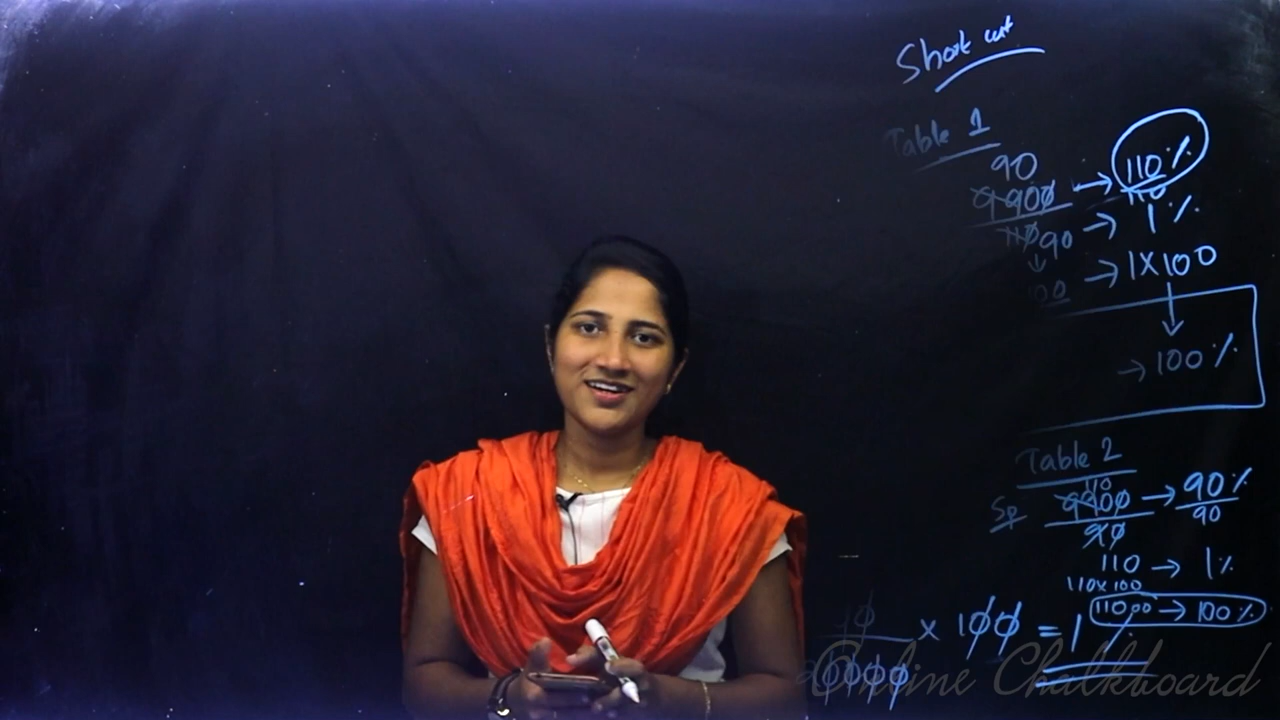 Short cut
Table 1
90
9900 → 110%
110
110 90 → 1%
→ 1X100
↓
→ 100%
Table 2
110
Sp 9900 → 90%
90 90
110 → 1%
110x100
11000 → 100%
x 100 = 1%
Online Chalkboard